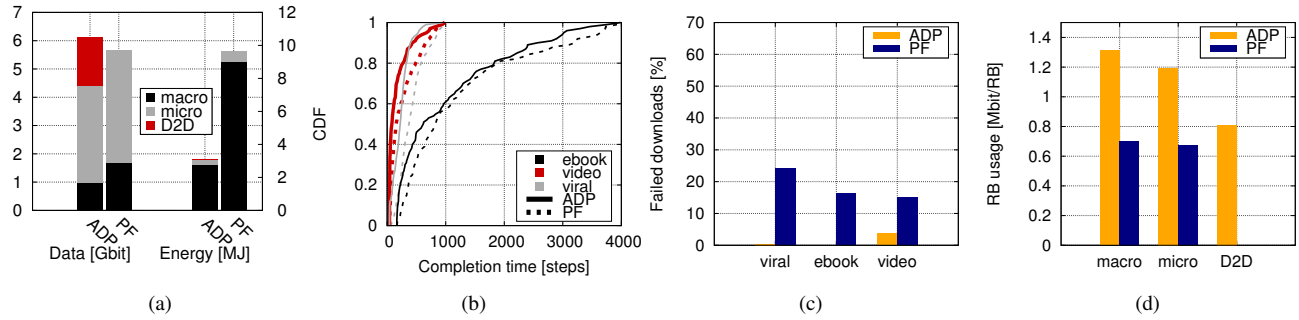 7
6
5
4
3
2
1
0
12
10
8
6
4
2
0
macro
micro
D2D
ADP
PF
ADP
PF
Data [Gbit]
Energy [MJ]
(a)
CDF
1
0.8
0.6
0.4
0.2
0
0
1000
2000
3000
4000
ebook
video
viral
ADP
PF
Completion time [steps]
(b)
Failed downloads [%]
70
60
50
40
30
20
10
0
ADP
PF
viral
ebook
video
(c)
RB usage [Mbit/RB]
1.4
1.2
1
0.8
0.6
0.4
0.2
0
ADP
PF
macro
micro
D2D
(d)